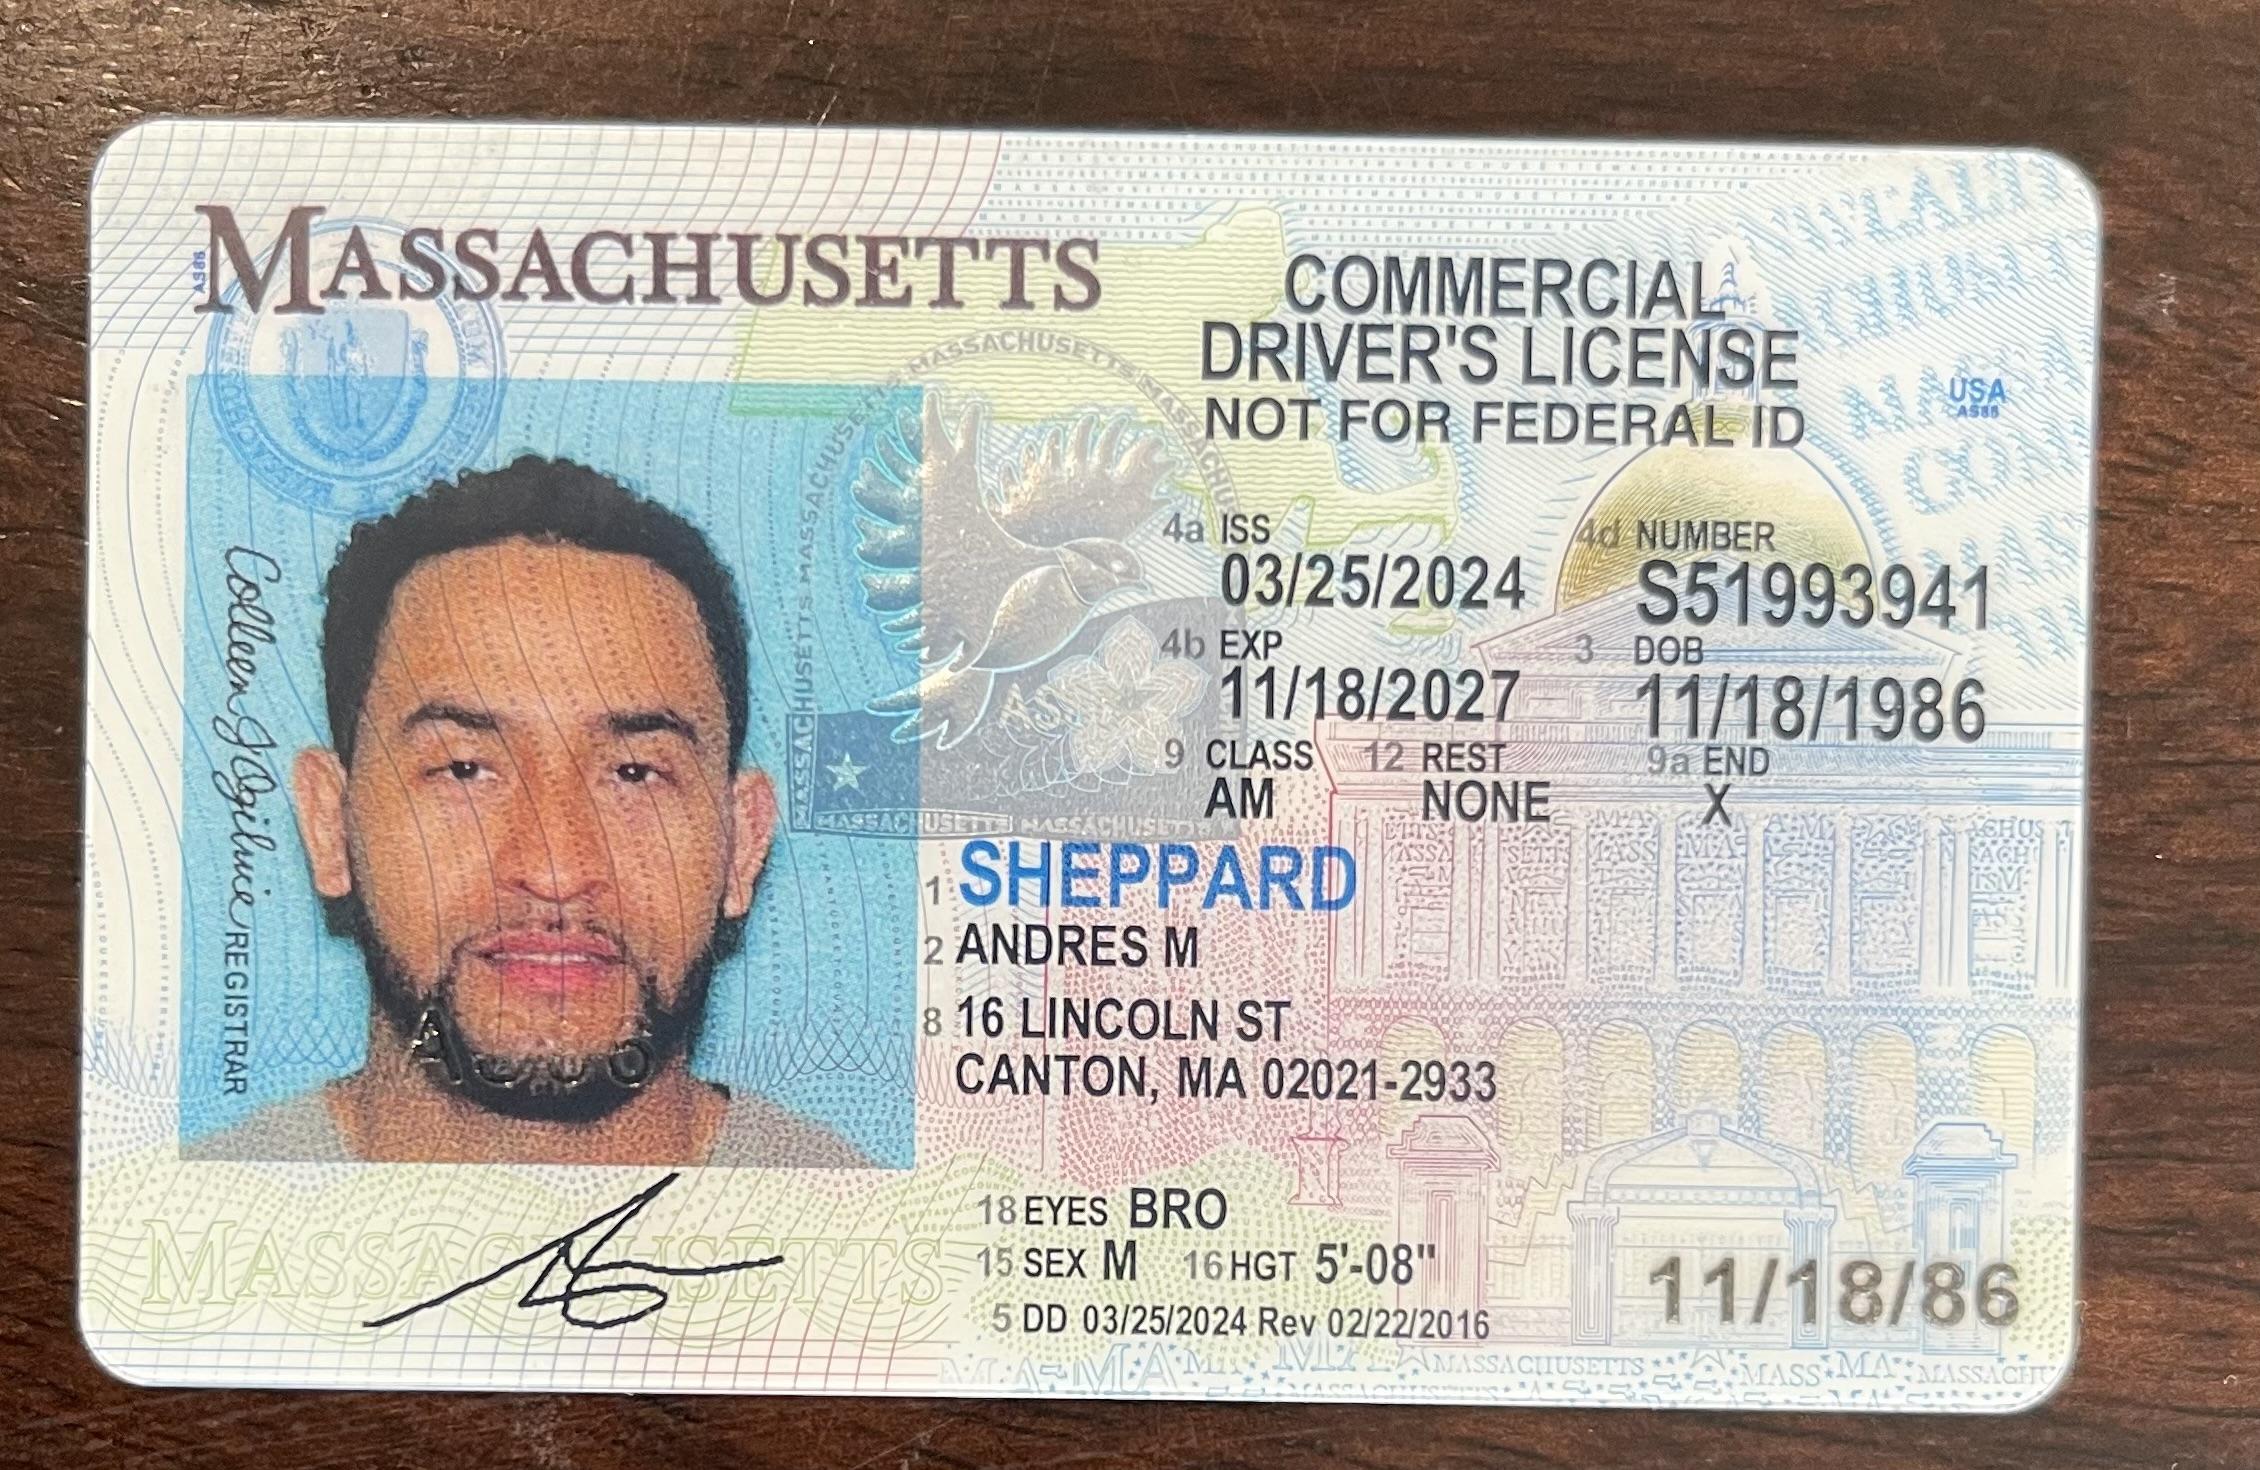 MASSACHUSETTS
COMMERCIAL
DRIVER'S LICENSE
NOT FOR FEDERAL ID
USA
AS86
4a ISS
03/25/2024
4d NUMBER
S51993941
4b EXP
11/18/2027
3 DOB
11/18/1986
9 CLASS
AM
12 REST
NONE
9a END
X
1 SHEPPARD
2 ANDRES M
8 16 LINCOLN ST
CANTON, MA 02021-2933
18 EYES BRO
15 SEX M 16 HGT 5'-08"
5 DD 03/25/2024 Rev 02/22/2016
11/18/86
Colleen J Ogilvie REGISTRAR
MASSACHUSETTS